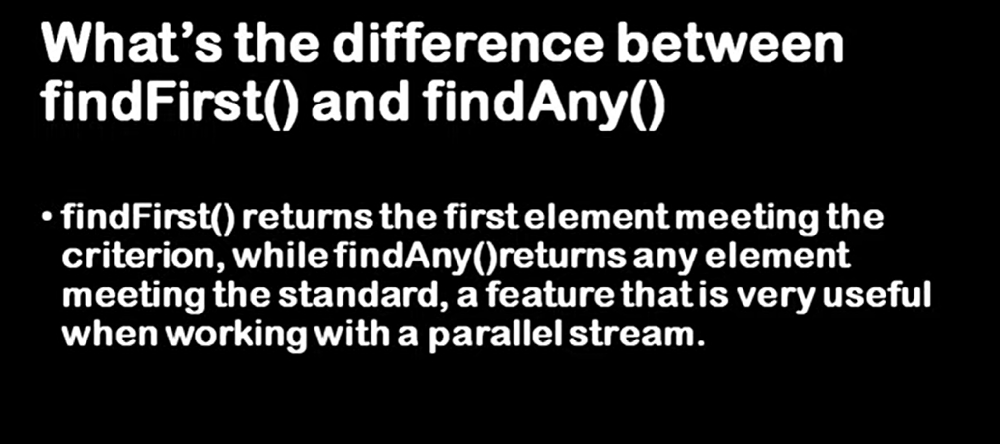 What’s the difference between
findFirst() and findAny()
• findFirst() returns the first element meeting the
criterion, while findAny()returns any element
meeting the standard, a feature that is very useful
when working with a parallel stream.